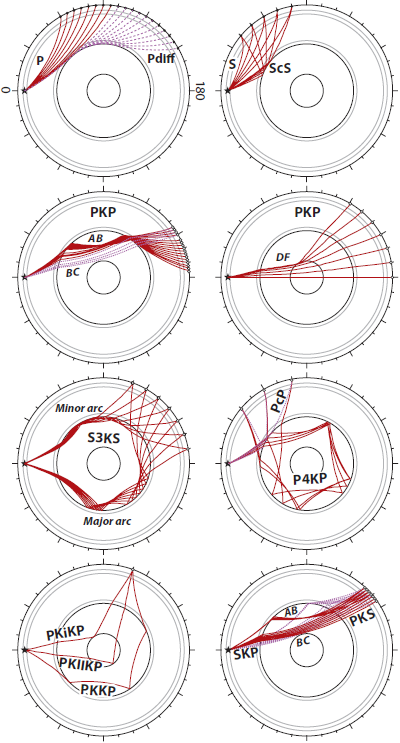 P
Pdiff
0
180
S
ScS
PKP
AB
BC
PKP
DF
Minor arc
S3KS
Major arc
PcP
P4KP
PKiKP
PKIIKP
PKKP
AB
PKS
SKP
BC